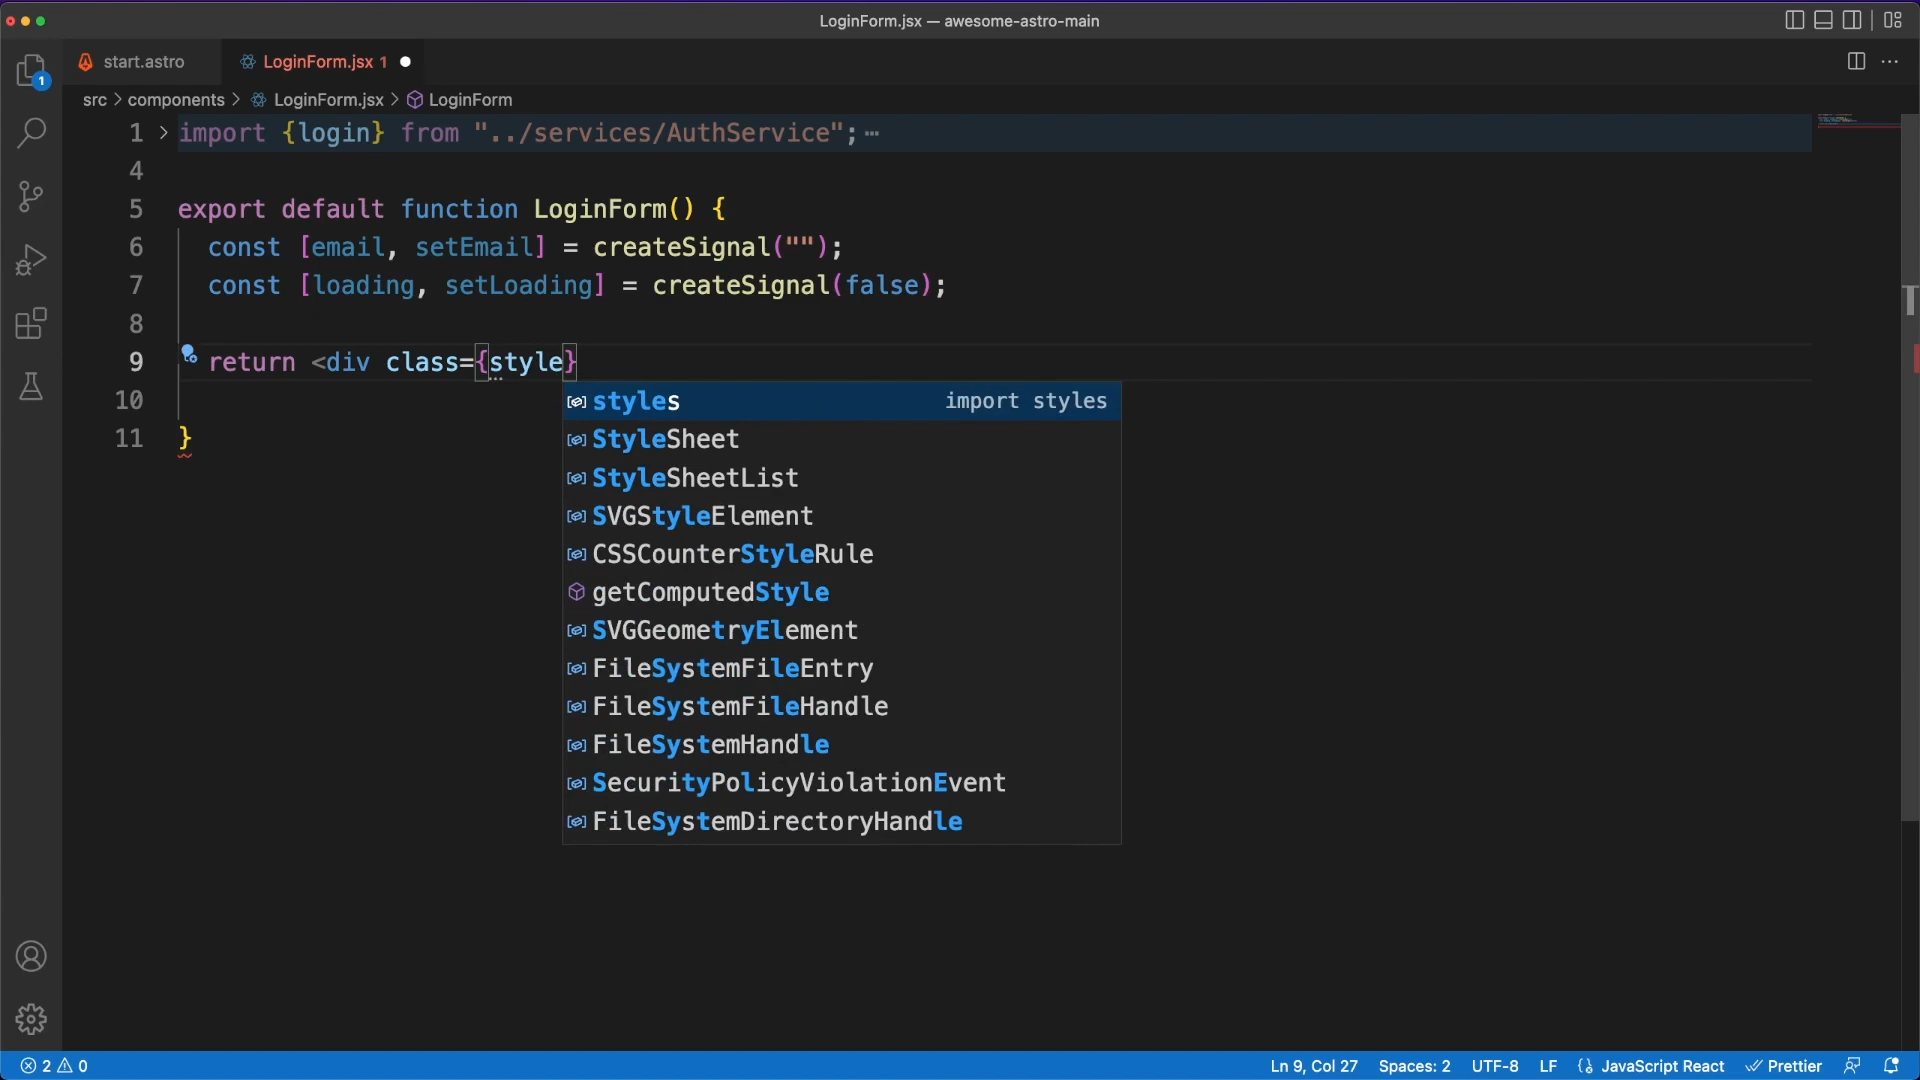 LoginForm.jsx — awesome-astro-main
1
start.astro
LoginForm.jsx 1
src > components > LoginForm.jsx > LoginForm
1 import {login} from "../services/AuthService";
4
5 export default function LoginForm() {
6 const [email, setEmail] = createSignal("");
7 const [loading, setLoading] = createSignal(false);
8
9 return <div class={style}
10
11 }
styles import styles
StyleSheet
StyleSheetList
SVGStyleElement
CSSCounterStyleRule
getComputedStyle
SVGGeometryElement
FileSystemFileEntry
FileSystemFileHandle
FileSystemHandle
SecurityPolicyViolationEvent
FileSystemDirectoryHandle
2 0 Ln 9, Col 27 Spaces: 2 UTF-8 LF JavaScript React Prettier